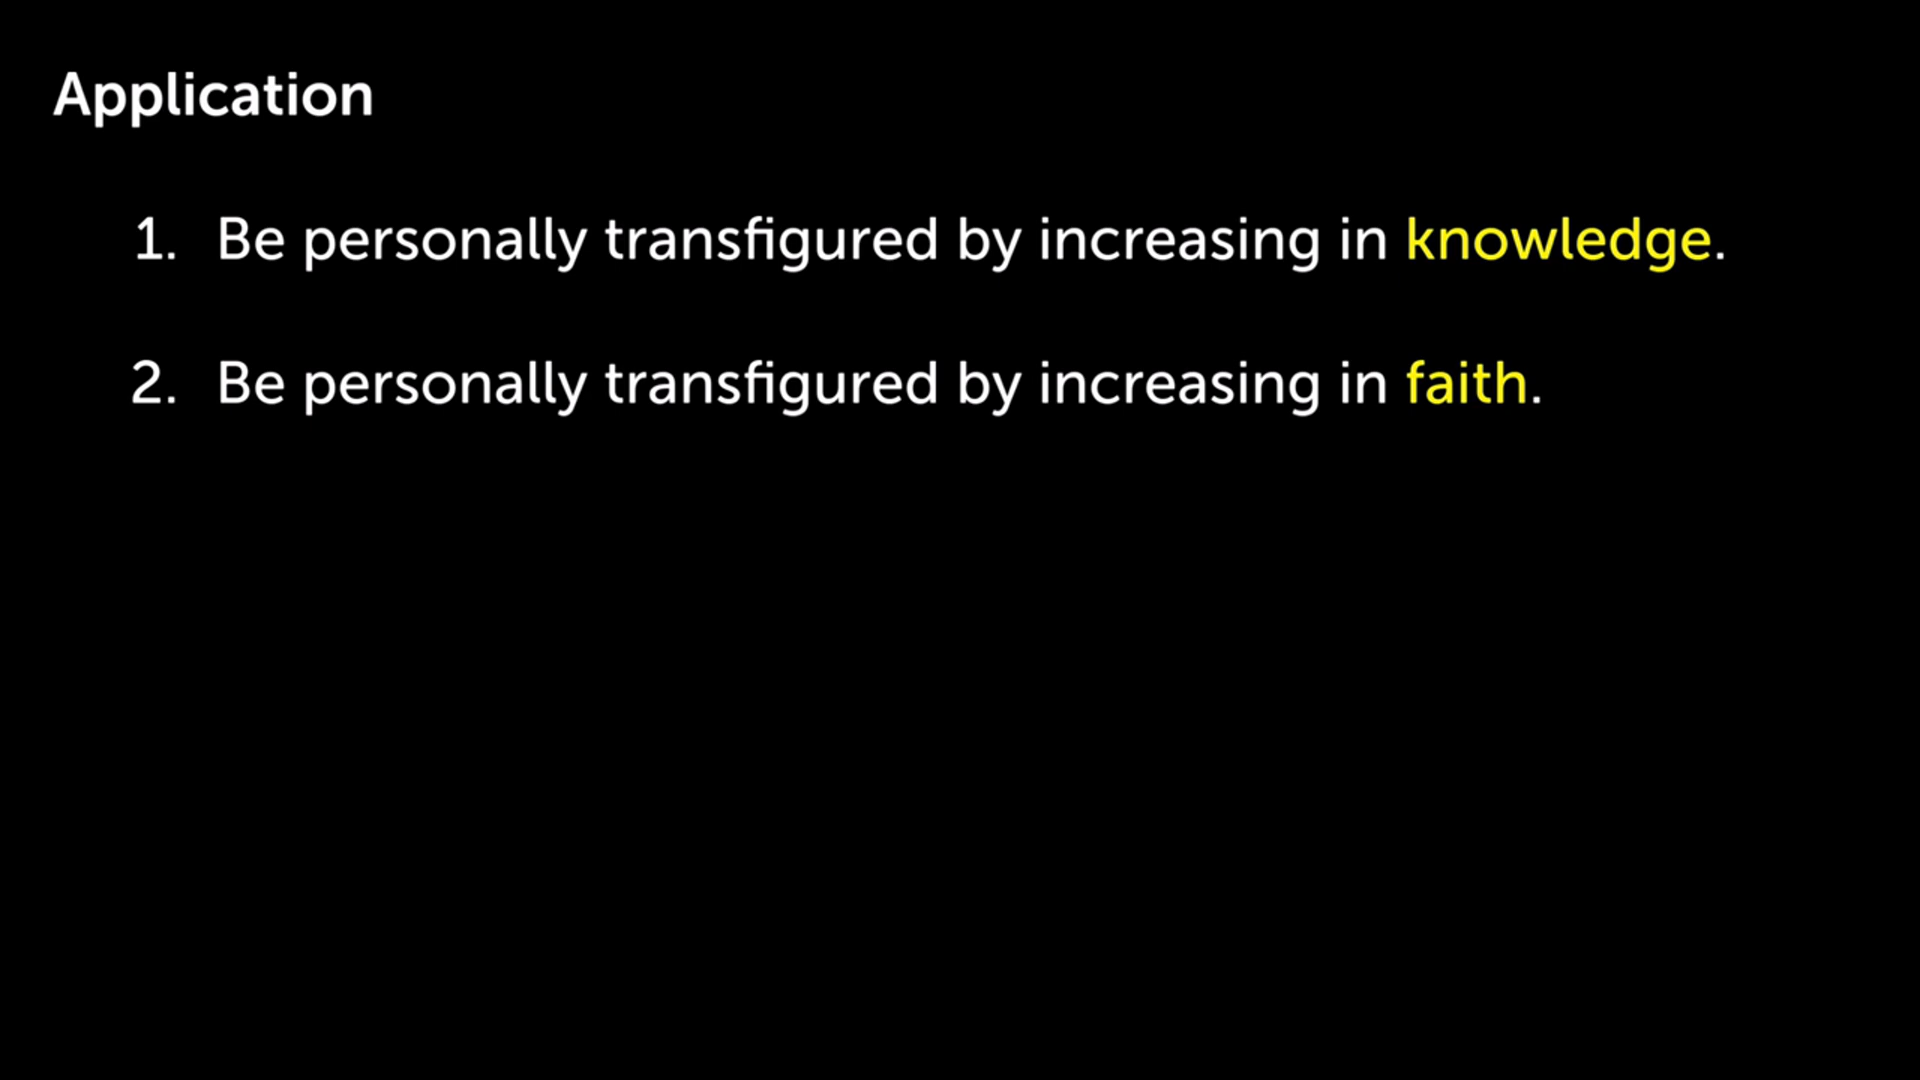 Application
1. Be personally transfigured by increasing in knowledge.
2. Be personally transfigured by increasing in faith.